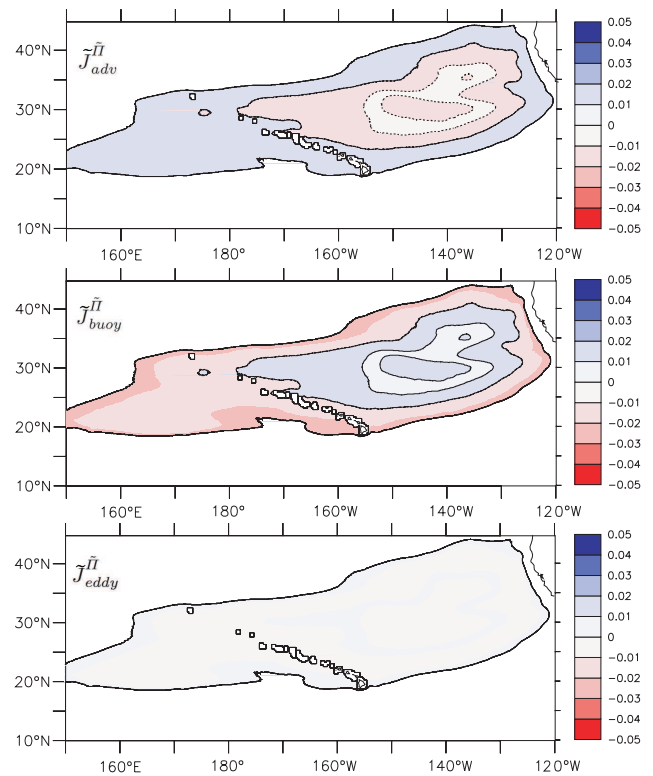 J̃_{adv}^{Π̃}
40°N
30°N
20°N
10°N
160°E 180° 160°W 140°W 120°W
0.05
0.04
0.03
0.02
0.01
0
−0.01
−0.02
−0.03
−0.04
−0.05
J̃_{buoy}^{Π̃}
40°N
30°N
20°N
10°N
160°E 180° 160°W 140°W 120°W
0.05
0.04
0.03
0.02
0.01
0
−0.01
−0.02
−0.03
−0.04
−0.05
J̃_{eddy}^{Π̃}
40°N
30°N
20°N
10°N
160°E 180° 160°W 140°W 120°W
0.05
0.04
0.03
0.02
0.01
0
−0.01
−0.02
−0.03
−0.04
−0.05